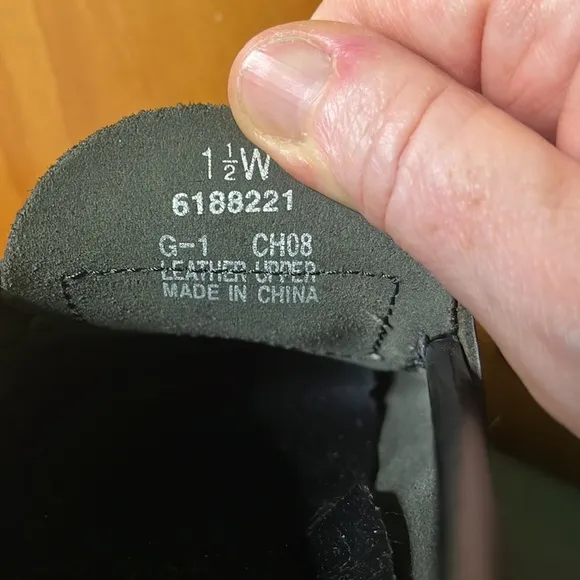 1½W
6188221
G-1 CH08
LEATHER UPPER
MADE IN CHINA